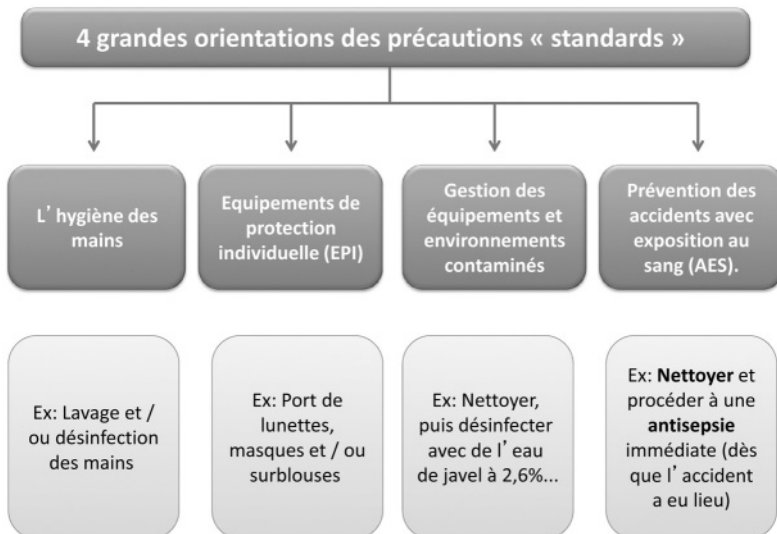 4 grandes orientations des précautions « standards »
L’ hygiène des
mains
Equipements de
protection
individuelle (EPI)
Gestion des
équipements et
environnements
contaminés
Prévention des
accidents avec
exposition au
sang (AES).
Ex: Lavage et /
ou désinfection
des mains
Ex: Port de
lunettes,
masques et / ou
surblouses
Ex: Nettoyer,
puis désinfecter
avec de l’ eau
de javel à 2,6%...
Ex: Nettoyer et
procéder à une
antisepsie
immédiate (dès
que l’ accident
a eu lieu)